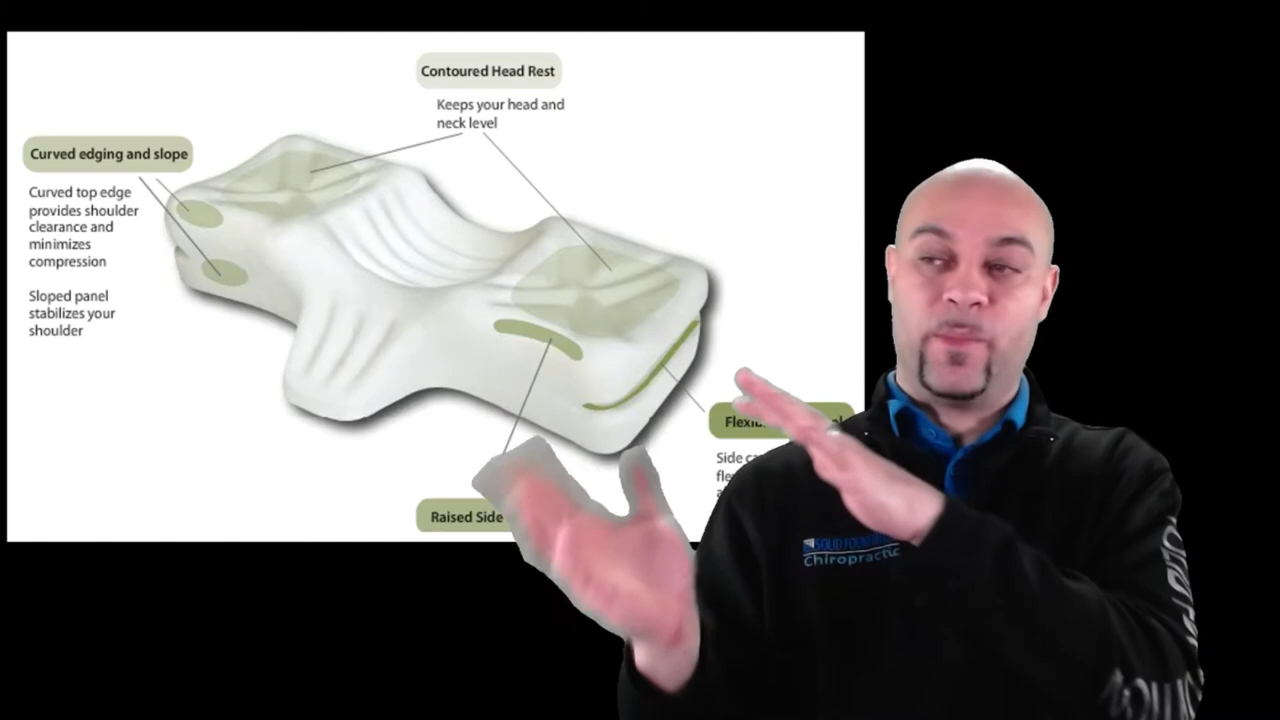 Contoured Head Rest
Keeps your head and
neck level
Curved edging and slope
Curved top edge
provides shoulder
clearance and
minimizes
compression
Sloped panel
stabilizes your
shoulder
Raised Side
Side
Chiropractic